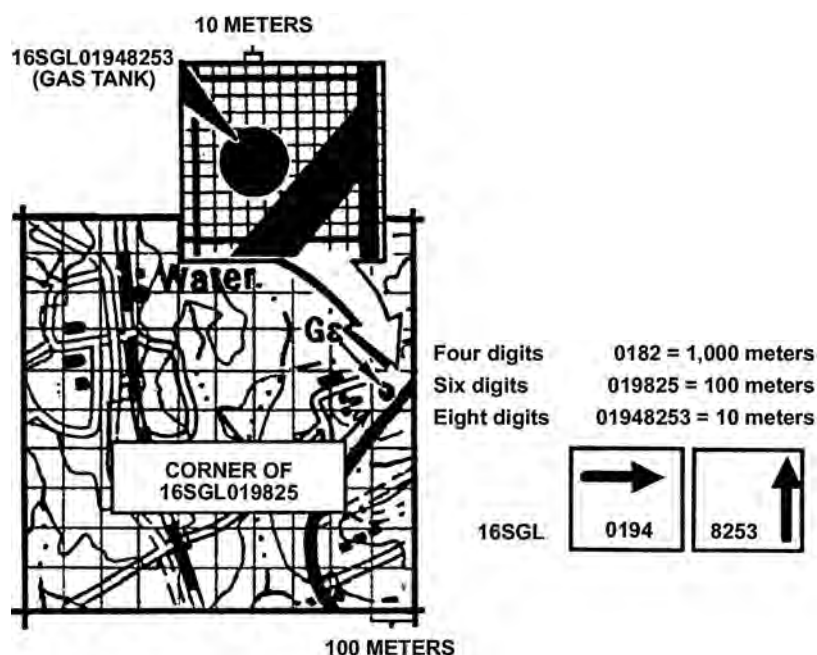 10 METERS
16SGL01948253
(GAS TANK)
Water
Ga
Four digits 0182 = 1,000 meters
Six digits 019825 = 100 meters
Eight digits 01948253 = 10 meters
CORNER OF
16SGL019825
16SGL 0194 8253
100 METERS